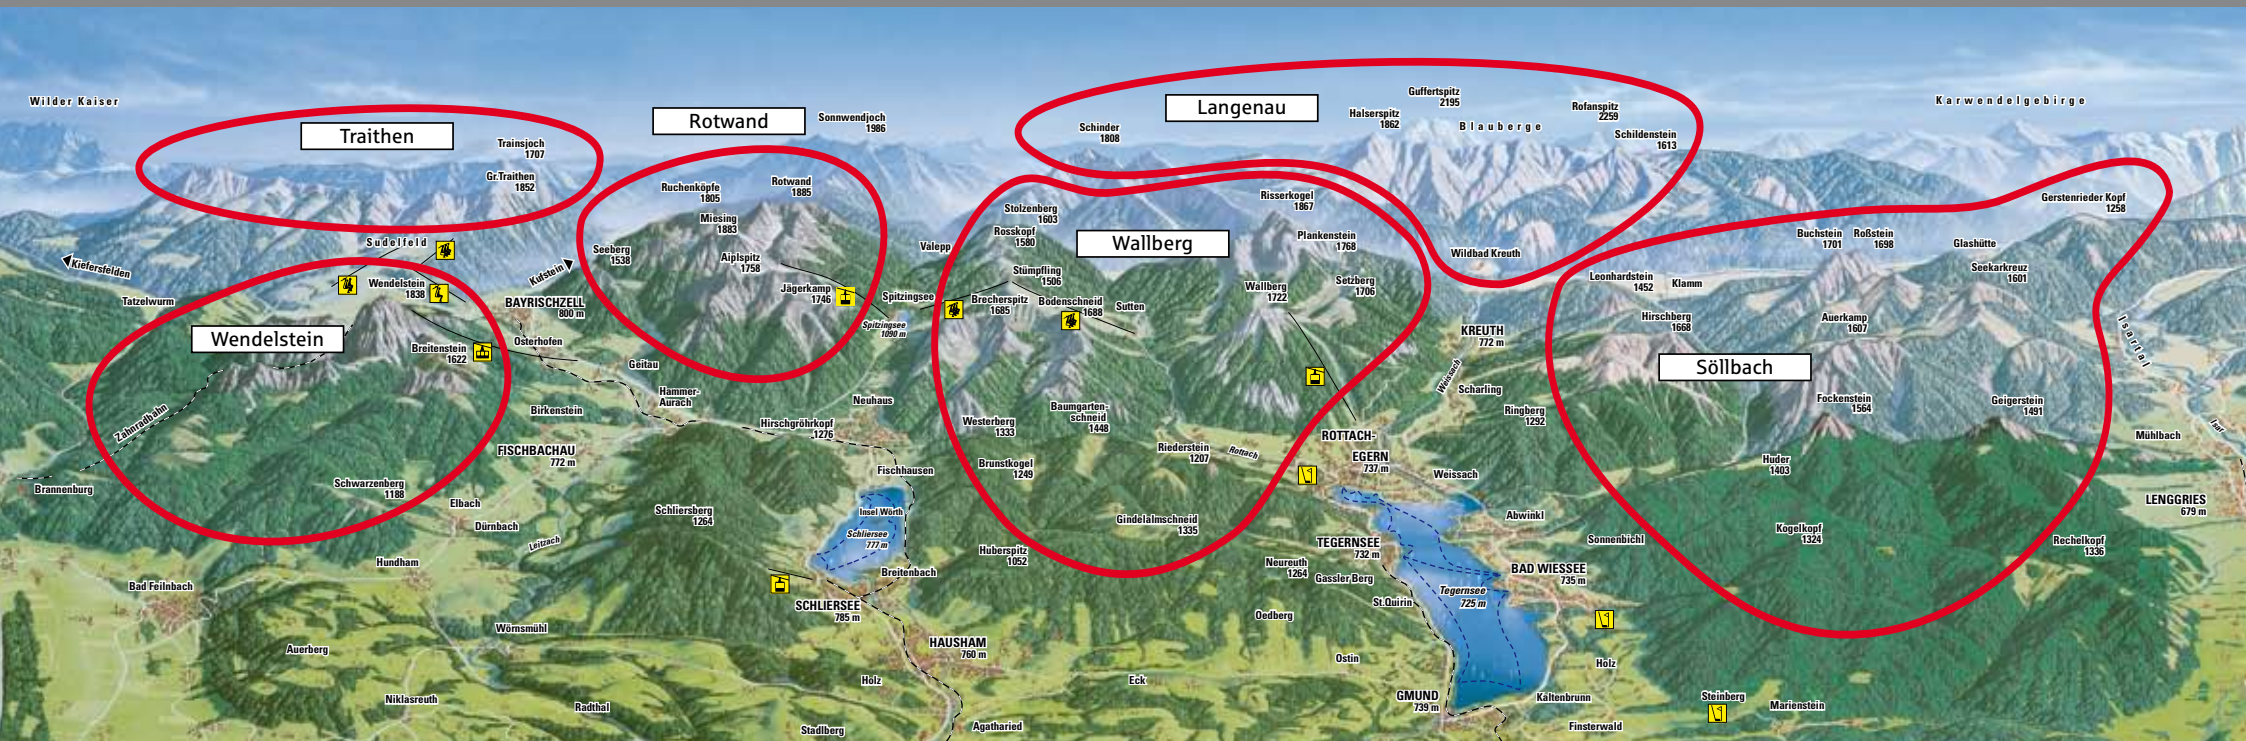 Wilder Kaiser
Traithen
Trainsjoch
1707
Gr.Traithen
1852
Sudelfeld
Kiefersfelden
Tatzelwurm
Wendelstein
1838
Wendelstein
Breitenstein
1622
Zahnradbahn
Brannenburg
Schwarzenberg
1188
Kufstein
BAYRISCHZELL
800 m
Osterhofen
Geitau
Birkenstein
FISCHBACHAU
772 m
Elbach
Dürnbach
Leitzach
Hundham
Bad Feilnbach
Wörnsmühl
Auerberg
Niklasreuth
Radthal
Rotwand
Sonnwendjoch
1986
Ruchenköpfe
1805
Rotwand
1885
Miesing
1883
Seeberg
1538
Aiplspitz
1758
Jägerkamp
1746
Valepp
Spitzingsee
Spitzingsee
1090 m
Hammer-
Aurach
Neuhaus
Hirschgröhrkopf
1276
Fischhausen
Schliersberg
1264
Insel Wörth
Schliersee
777 m
Breitenbach
SCHLIERSEE
785 m
HAUSHAM
760 m
Hölz
Stadlberg
Agatharied
Langenau
Schinder
1808
Halserspitz
1862
Guffertspitz
2195
Blauberge
Rofanspitz
2259
Schildenstein
1613
Wildbad Kreuth
Stolzenberg
1603
Rosskopf
1580
Wallberg
Risserkogel
1867
Plankenstein
1768
Setzberg
1706
Stümpfling
1506
Brecherspitz
1685
Bodenschneid
1688
Sutten
Wallberg
1722
Westerberg
1333
Baumgarten-
schneid
1448
Brunstkogel
1249
Riederstein
1207
Rottach
Gindelalmschneid
1335
Huberspitz
1052
Neureuth
1264
Gassler Berg
Oedberg
St.Quirin
Ostin
Eck
KREUTH
772 m
Weissach
Scharling
Ringberg
1292
ROTTACH-
EGERN
737 m
Weissach
Abwinkl
TEGERNSEE
732 m
Tegernsee
725 m
BAD WIESSEE
735 m
Sonnenbichl
Holz
GMUND
739 m
Kaltenbrunn
Finsterwald
Steinberg
Marienstein
Karwendelgebirge
Gerstenrieder Kopf
1258
Buchstein
1701
Roßstein
1698
Glashütte
Seekarkreuz
1601
Leonhardstein
1452
Klamm
Hirschberg
1668
Auerkamp
1607
Söllbach
Fockenstein
1564
Geigerstein
1491
Huder
1403
Kogelkopf
1324
Rechelkopf
1336
Isartal
Isar
Mühlbach
LENGGRIES
679 m